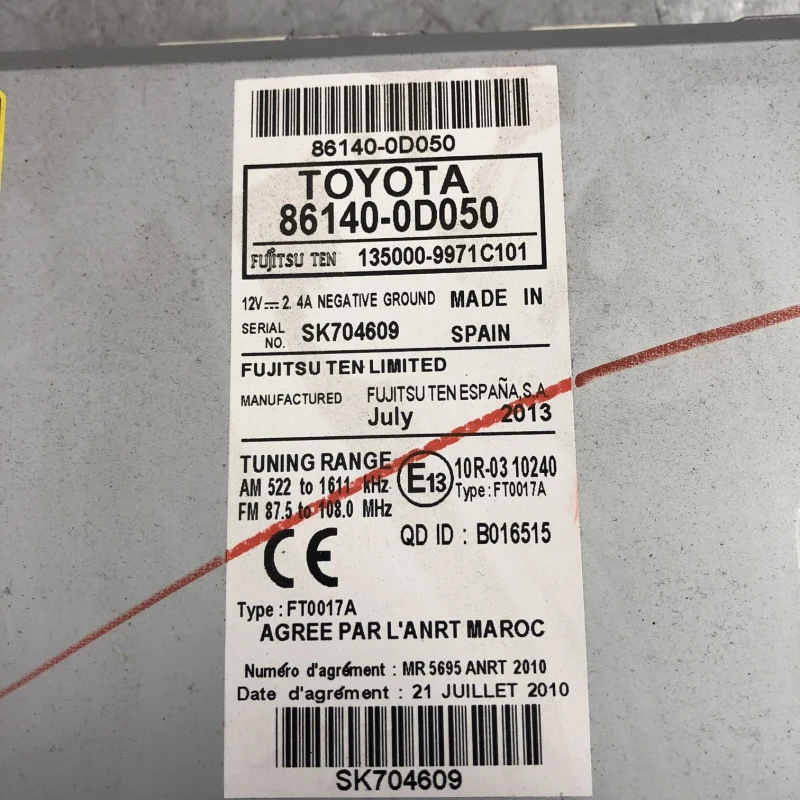 86140-0D050
TOYOTA
86140-0D050
FUJITSU TEN 135000-9971C101
12V⎓2.4A NEGATIVE GROUND MADE IN
SERIAL NO. SK704609 SPAIN
FUJITSU TEN LIMITED
MANUFACTURED FUJITSU TEN ESPAÑA,S.A.
July 2013
TUNING RANGE
AM 522 to 1611 kHz
FM 87.5 to 108.0 MHz
E13 10R-03 10240
Type : FT0017A
CE QD ID : B016515
Type : FT0017A
AGREE PAR L'ANRT MAROC
Numéro d'agrément : MR 5695 ANRT 2010
Date d'agrément : 21 JUILLET 2010
SK704609